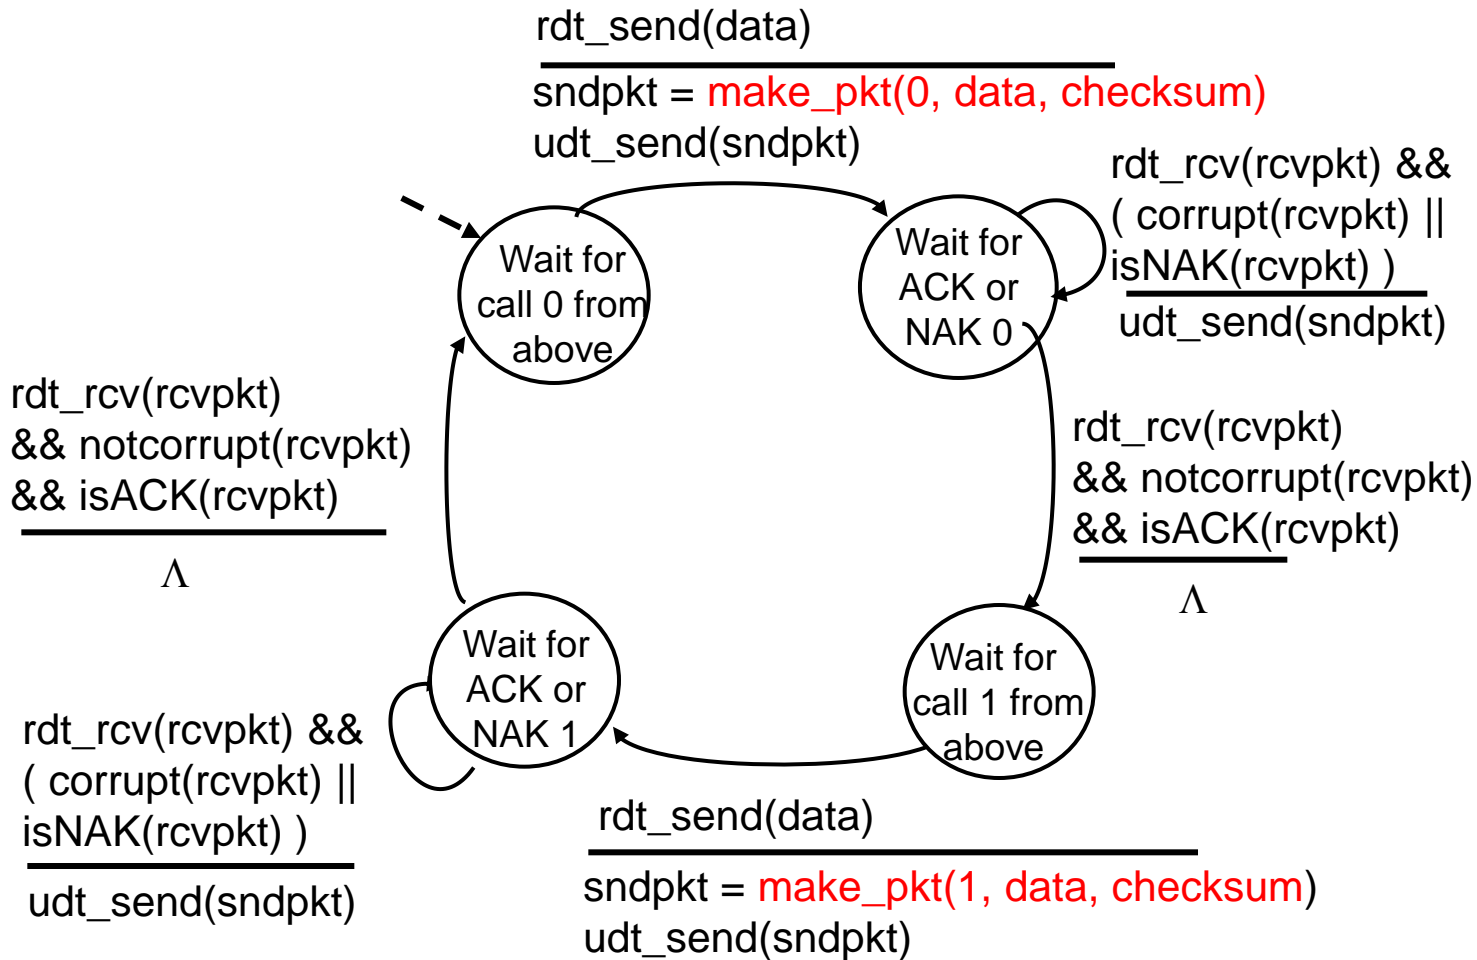 rdt_send(data)
sndpkt = make_pkt(0, data, checksum)
udt_send(sndpkt)
rdt_rcv(rcvpkt) &&
( corrupt(rcvpkt) ||
isNAK(rcvpkt) )
udt_send(sndpkt)
Wait for
call 0 from
above
Wait for
ACK or
NAK 0
rdt_rcv(rcvpkt)
&& notcorrupt(rcvpkt)
&& isACK(rcvpkt)
Λ
rdt_rcv(rcvpkt)
&& notcorrupt(rcvpkt)
&& isACK(rcvpkt)
Λ
Wait for
ACK or
NAK 1
Wait for
call 1 from
above
rdt_rcv(rcvpkt) &&
( corrupt(rcvpkt) ||
isNAK(rcvpkt) )
udt_send(sndpkt)
rdt_send(data)
sndpkt = make_pkt(1, data, checksum)
udt_send(sndpkt)